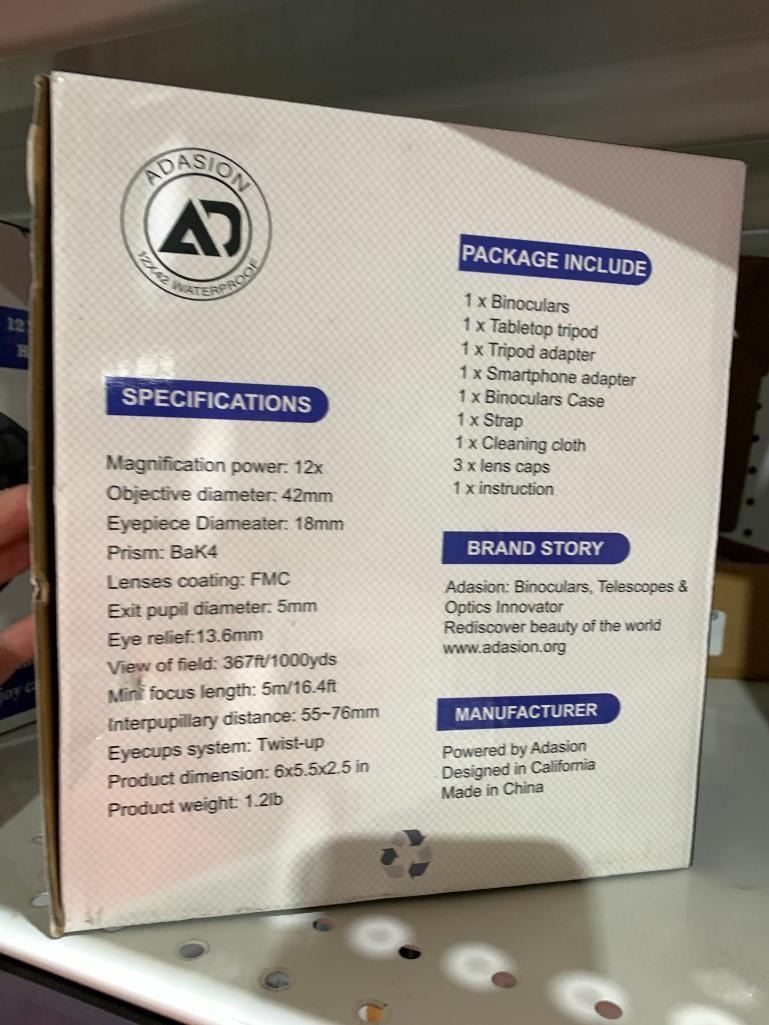 ADASION
AD
12X42 WATERPROOF
SPECIFICATIONS
Magnification power: 12x
Objective diameter: 42mm
Eyepiece Diameater: 18mm
Prism: BaK4
Lenses coating: FMC
Exit pupil diameter: 5mm
Eye relief:13.6mm
View of field: 367ft/1000yds
Mini focus length: 5m/16.4ft
Interpupillary distance: 55~76mm
Eyecups system: Twist-up
Product dimension: 6x5.5x2.5 in
Product weight: 1.2lb
PACKAGE INCLUDE
1 x Binoculars
1 x Tabletop tripod
1 x Tripod adapter
1 x Smartphone adapter
1 x Binoculars Case
1 x Strap
1 x Cleaning cloth
3 x lens caps
1 x instruction
BRAND STORY
Adasion: Binoculars, Telescopes &
Optics Innovator
Rediscover beauty of the world
www.adasion.org
MANUFACTURER
Powered by Adasion
Designed in California
Made in China